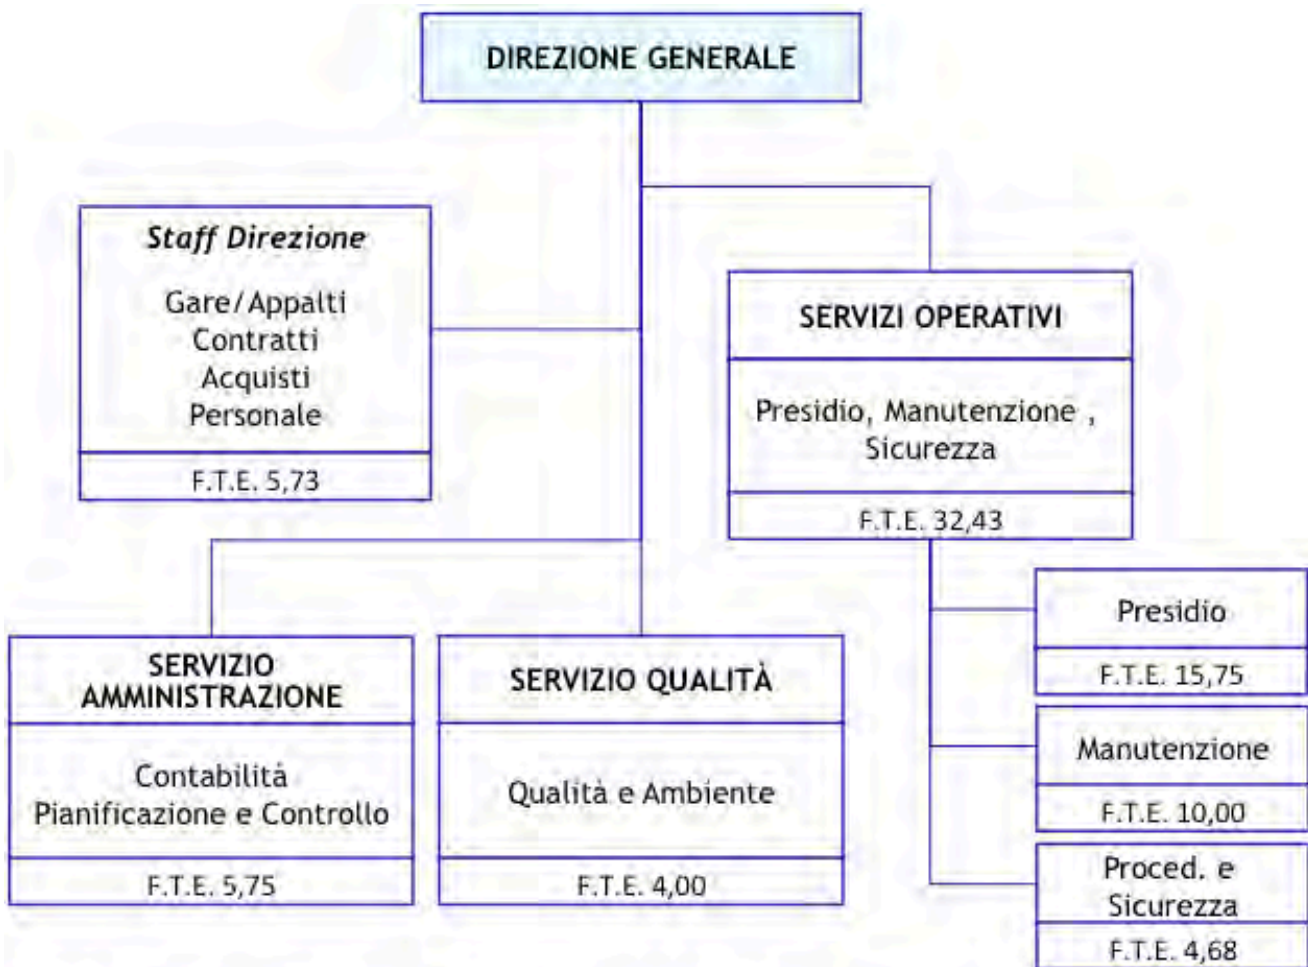 DIREZIONE GENERALE
Staff Direzione
Gare/Appalti
Contratti
Acquisti
Personale
F.T.E. 5,73
SERVIZI OPERATIVI
Presidio, Manutenzione ,
Sicurezza
F.T.E. 32,43
SERVIZIO
AMMINISTRAZIONE
Contabilità
Pianificazione e Controllo
F.T.E. 5,75
SERVIZIO QUALITÀ
Qualità e Ambiente
F.T.E. 4,00
Presidio
F.T.E. 15,75
Manutenzione
F.T.E. 10,00
Proced. e
Sicurezza
F.T.E. 4,68